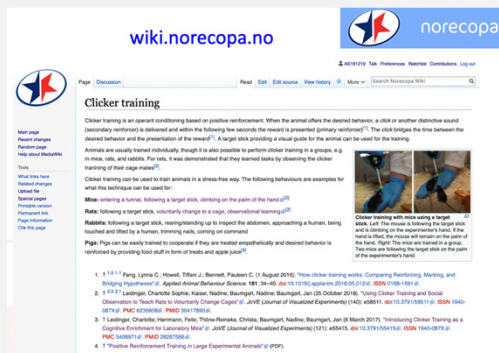 wiki.norecopa.no
norecopa
AS191219 Talk Preferences Watchlist Contributions Log out
Page Discussion Read Edit Edit source View history More Search Norecopa Wiki
Clicker training
Main page
Recent changes
Random page
Help about MediaWiki
Tools
What links here
Related changes
Upload file
Special pages
Printable version
Permanent link
Page information
Cite this page
Clicker training is an operant conditioning based on positive reinforcement. When the animal offers the desired behavior, a click or another distinctive sound
(secondary reinforcer) is delivered and within the following few seconds the reward is presented (primary reinforcer)[1]. The click bridges the time between the
desired behavior and the presentation of the reward[1]. A target stick providing a visual guide for the animal can be used for the training.
Animals are usually trained individually, though it is also possible to perform clicker training in a groups, e.g.
in mice, rats, and rabbits. For rats, it was demonstrated that they learned tasks by observing the clicker
training of their cage mates[2].
Clicker training can be used to train animals in a stress-free way. The following behaviours are examples for
what this technique can be used for:
Mice: entering a tunnel, following a target stick, climbing on the palm of the hand[3]
Rats: following a target stick, voluntarily change to a cage, observational learning[2]
Rabbits: following a target stick, rearing/standing up to inspect the abdomen, approaching a human, being
touched and lifted by a human, trimming nails, coming on command
Pigs: Pigs can be easily trained to cooperate if they are treated empathetically and desired behavior is
reinforced by providing food stuff in form of treats and apple juice[4].
Clicker training with mice using a target
stick. Left: The mouse is following the target stick
and is climbing on the experimenter's hand. If the
hand is lifted, the mouse will remain on the palm of
the hand. Right: The mice are trained in a group.
Two mice are following the target stick on the palm
of the experimenter's hand.
1. ↑ 1.0 1.1 Feng, Lynna C.; Howell, Tiffani J.; Bennett, Pauleen C. (1 August 2016). "How clicker training works: Comparing Reinforcing, Marking, and
Bridging Hypotheses". Applied Animal Behaviour Science. 181: 34–40. doi:10.1016/j.applanim.2016.05.012. ISSN 0168-1591.
2. ↑ 2.0 2.1 Leidinger, Charlotte Sophie; Kaiser, Nadine; Baumgart, Nadine; Baumgart, Jan (25 October 2018). "Using Clicker Training and Social
Observation to Teach Rats to Voluntarily Change Cages". JoVE (Journal of Visualized Experiments) (140): e58511. doi:10.3791/58511. ISSN 1940-
087X. PMC 6235608. PMID 30417890.
3. ↑ Leidinger, Charlotte; Herrmann, Felix; Thöne-Reineke, Christa; Baumgart, Nadine; Baumgart, Jan (6 March 2017). "Introducing Clicker Training as a
Cognitive Enrichment for Laboratory Mice". JoVE (Journal of Visualized Experiments) (121): e55415. doi:10.3791/55415. ISSN 1940-087X.
PMC 5408971. PMID 28287586.
4. ↑ "Positive Reinforcement Training in Large Experimental Animals" (PDF).